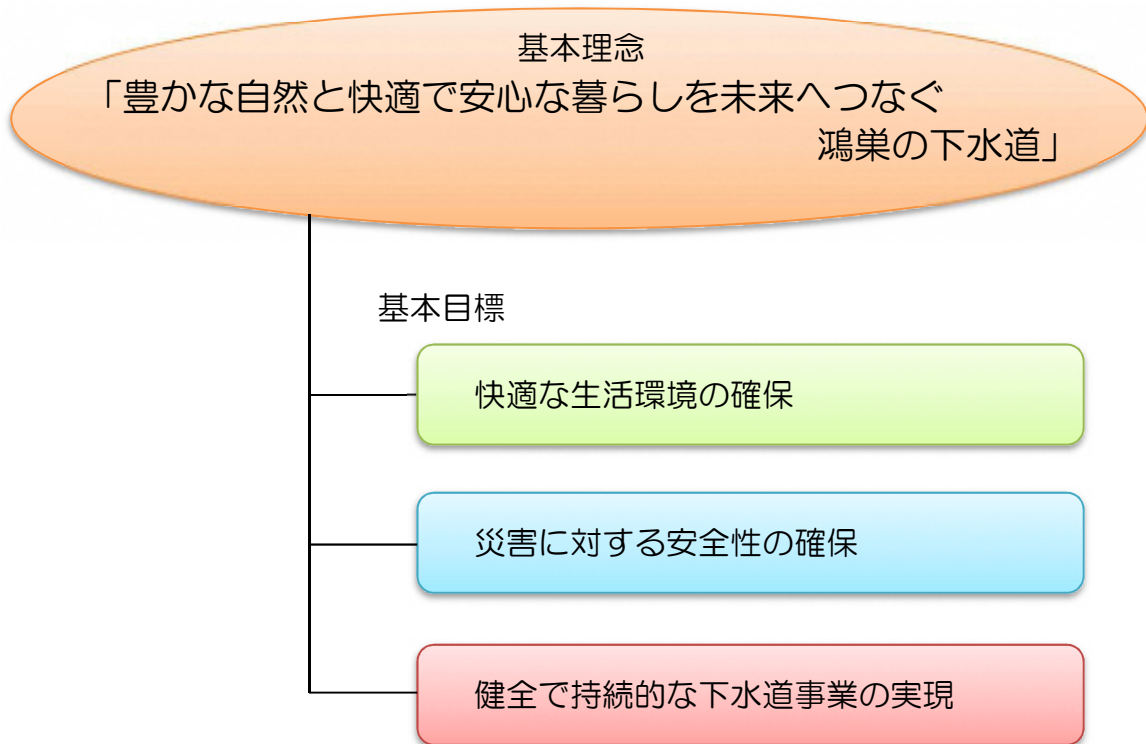 基本理念
「豊かな自然と快適で安心な暮らしを未来へつなぐ
鴻巣の下水道」
基本目標
快適な生活環境の確保
災害に対する安全性の確保
健全で持続的な下水道事業の実現